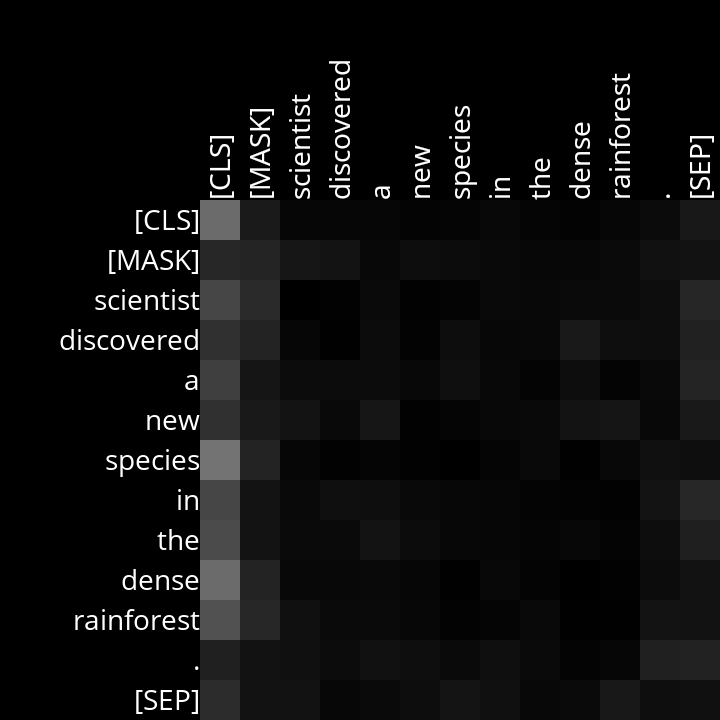 [CLS] [MASK] scientist discovered a new species in the dense rainforest . [SEP]
[CLS]
[MASK]
scientist
discovered
a
new
species
in
the
dense
rainforest
.
[SEP]